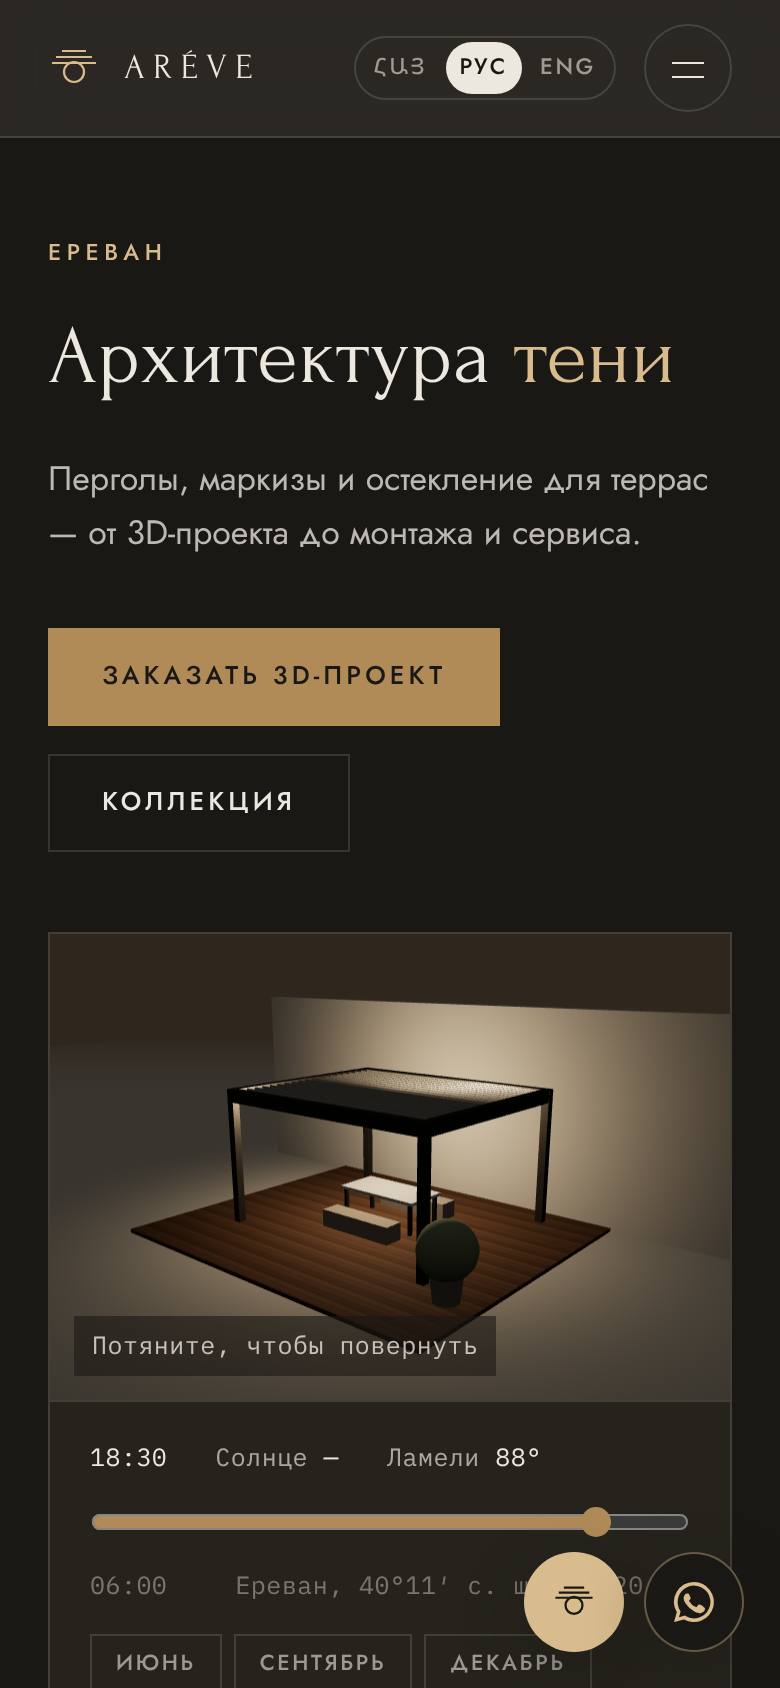 ARÉVE
ՀԱՅ РУС ENG
ЕРЕВАН
Архитектура тени
Перголы, маркизы и остекление для террас
— от 3D-проекта до монтажа и сервиса.
ЗАКАЗАТЬ 3D-ПРОЕКТ
КОЛЛЕКЦИЯ
Потяните, чтобы повернуть
18:30 Солнце — Ламели 88°
06:00 Ереван, 40°11′ с.
ИЮНЬ СЕНТЯБРЬ ДЕКАБРЬ